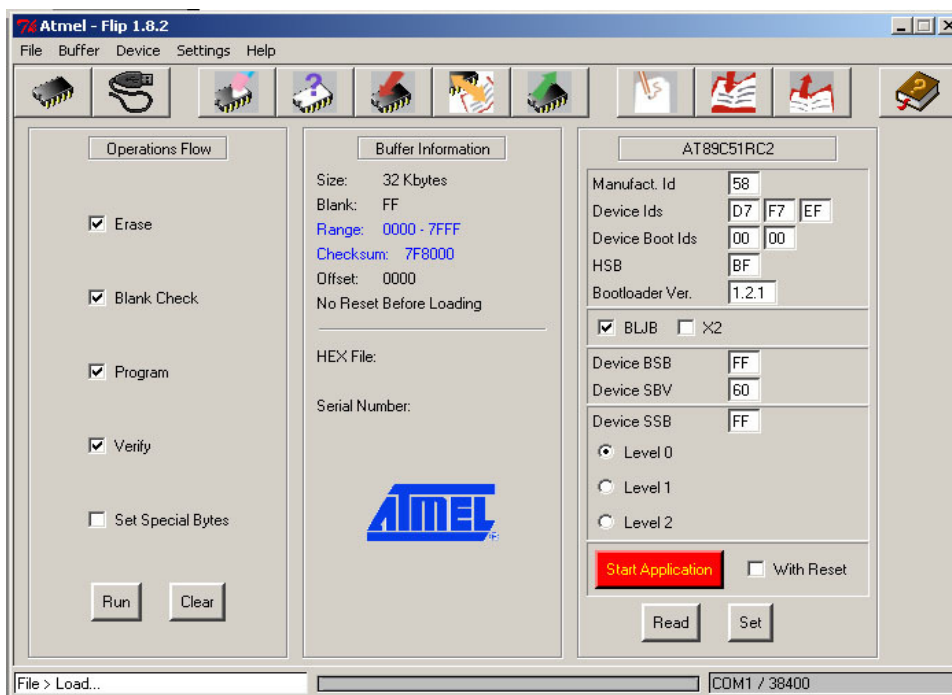 Atmel - Flip 1.8.2
File Buffer Device Settings Help
Operations Flow
Erase
Blank Check
Program
Verify
Set Special Bytes
Run Clear
Buffer Information
Size: 32 Kbytes
Blank: FF
Range: 0000 - 7FFF
Checksum: 7F8000
Offset: 0000
No Reset Before Loading
HEX File:
Serial Number:
ATMEL®
AT89C51RC2
Manufact. Id 58
Device Ids D7 F7 EF
Device Boot Ids 00 00
HSB BF
Bootloader Ver. 1.2.1
BLJB X2
Device BSB FF
Device SBV 60
Device SSB FF
Level 0
Level 1
Level 2
Start Application With Reset
Read Set
File > Load... COM1 / 38400